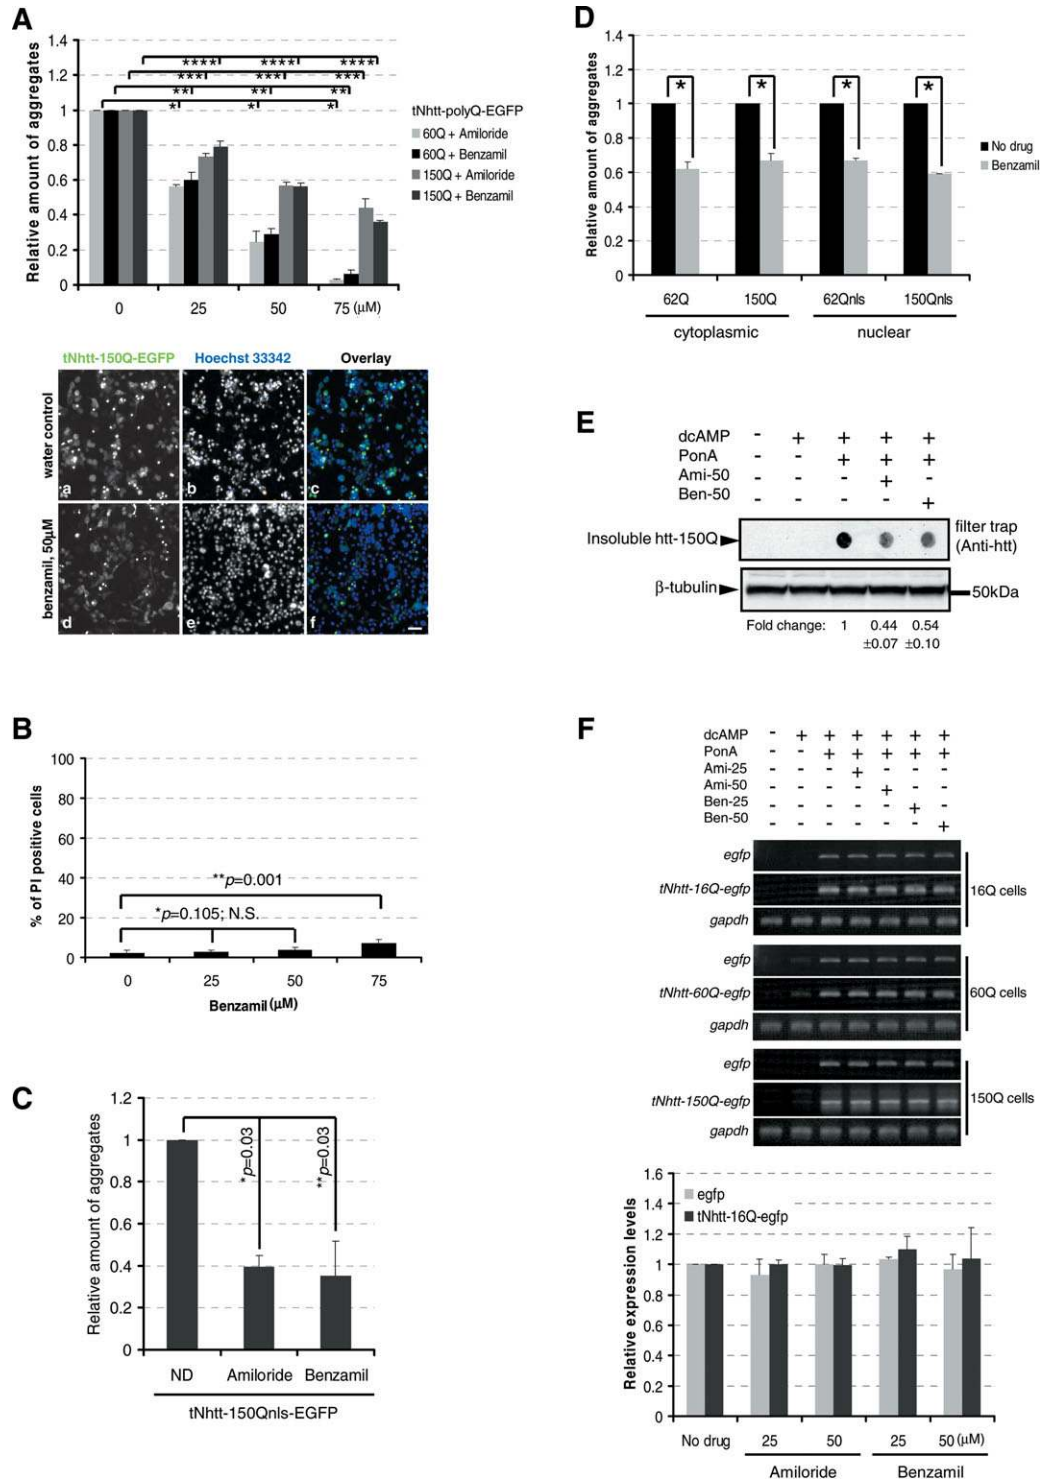 A
Relative amount of aggregates
1.4
1.2
1
0.8
0.6
0.4
0.2
0
**** **** ****
*** *** ***
** ** **
* * *
0 25 50 75 (μM)
tNhtt-polyQ-EGFP
60Q + Amiloride
60Q + Benzamil
150Q + Amiloride
150Q + Benzamil
tNhtt-150Q-EGFP Hoechst 33342 Overlay
water control
a b c
benzamil, 50μM
d e f
B
% of PI positive cells
100
80
60
40
20
0
**p=0.001
*p=0.105; N.S.
0 25 50 75
Benzamil (μM)
C
Relative amount of aggregates
1.2
1
0.8
0.6
0.4
0.2
0
*p=0.03
**p=0.03
ND Amiloride Benzamil
tNhtt-150Qnls-EGFP
D
Relative amount of aggregates
1.4
1.2
1
0.8
0.6
0.4
0.2
0
* * * *
No drug
Benzamil
62Q 150Q 62Qnls 150Qnls
cytoplasmic nuclear
E
dcAMP - + + + +
PonA - - + + +
Ami-50 - - - + -
Ben-50 - - - - +
Insoluble htt-150Q
filter trap
(Anti-htt)
β-tubulin
50kDa
Fold change: 1 0.44 0.54
±0.07 ±0.10
F
dcAMP - + + + + + +
PonA - - + + + + +
Ami-25 - - - + - - -
Ami-50 - - - - + - -
Ben-25 - - - - - + -
Ben-50 - - - - - - +
egfp
tNhtt-16Q-egfp
gapdh
16Q cells
egfp
tNhtt-60Q-egfp
gapdh
60Q cells
egfp
tNhtt-150Q-egfp
gapdh
150Q cells
Relative expression levels
1.6
1.4
1.2
1
0.8
0.6
0.4
0.2
0
egfp
tNhtt-16Q-egfp
No drug 25 50 25 50 (μM)
Amiloride Benzamil